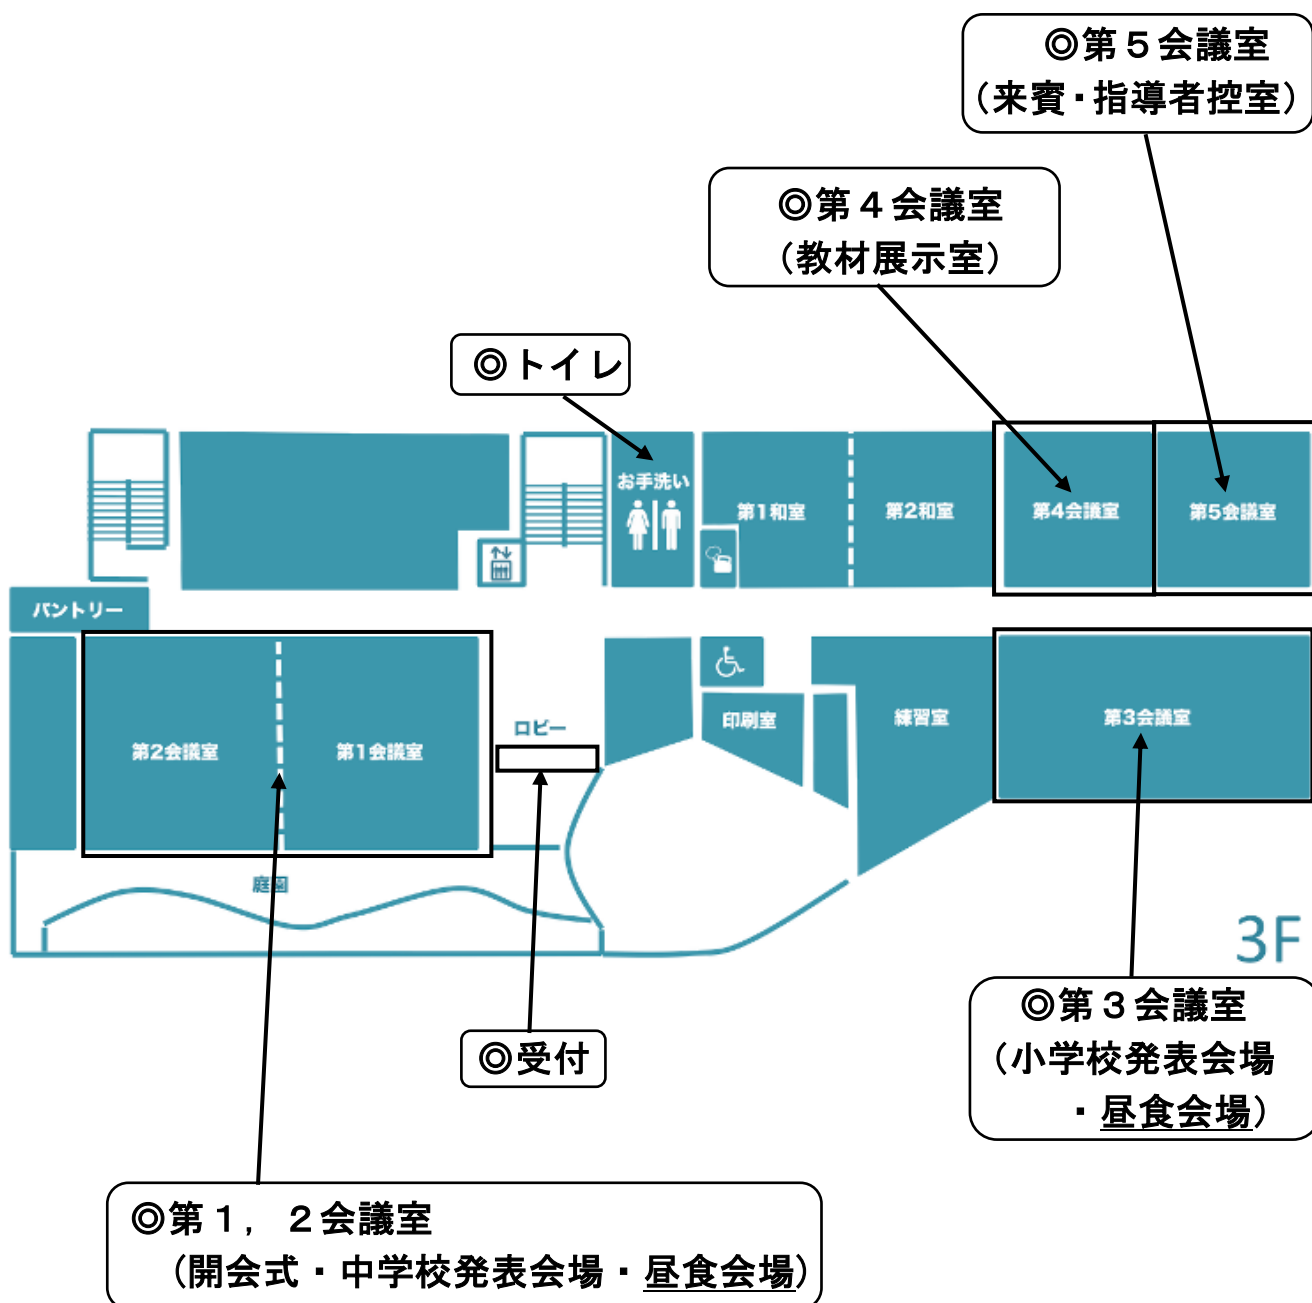 ◎第５会議室
（来賓・指導者控室）
◎第４会議室
（教材展示室）
◎トイレ
お手洗い
第1和室
第2和室
第4会議室
第5会議室
パントリー
第2会議室
第1会議室
ロビー
印刷室
練習室
第3会議室
庭園
3F
◎受付
◎第３会議室
（小学校発表会場
・昼食会場）
◎第１，２会議室
（開会式・中学校発表会場・昼食会場）